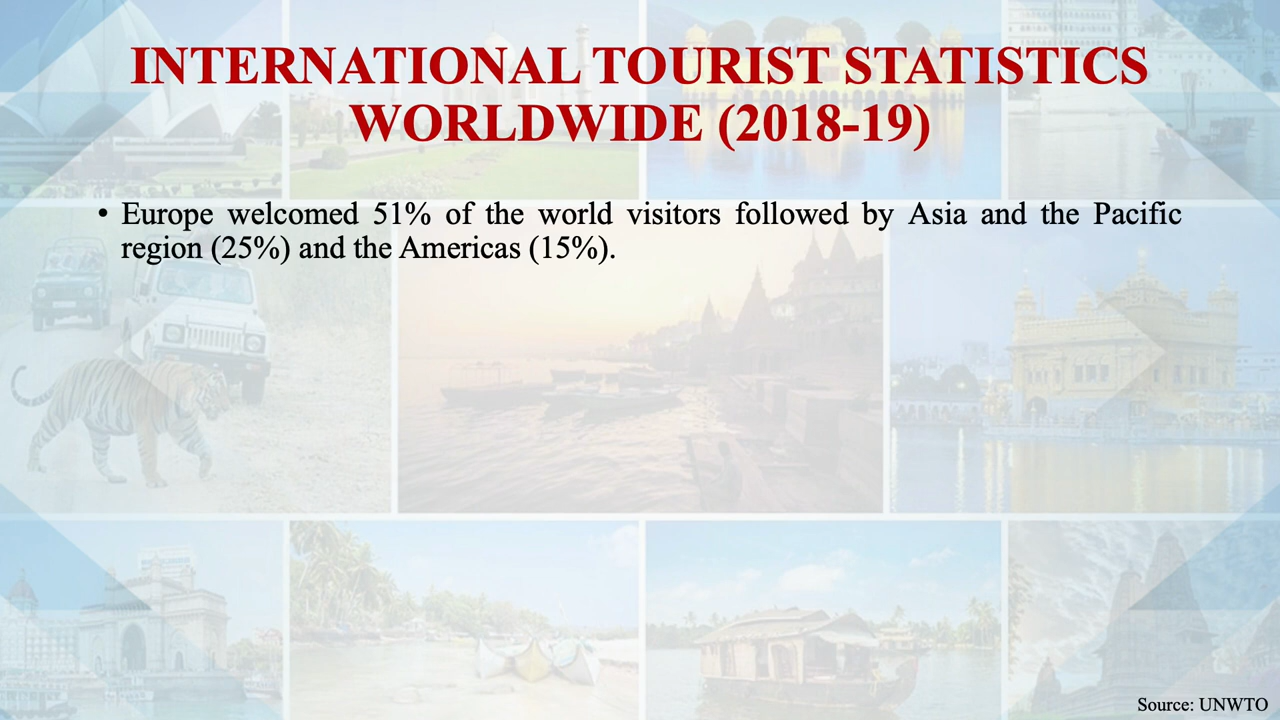 INTERNATIONAL TOURIST STATISTICS
WORLDWIDE (2018-19)
• Europe welcomed 51% of the world visitors followed by Asia and the Pacific
region (25%) and the Americas (15%).
Source: UNWTO